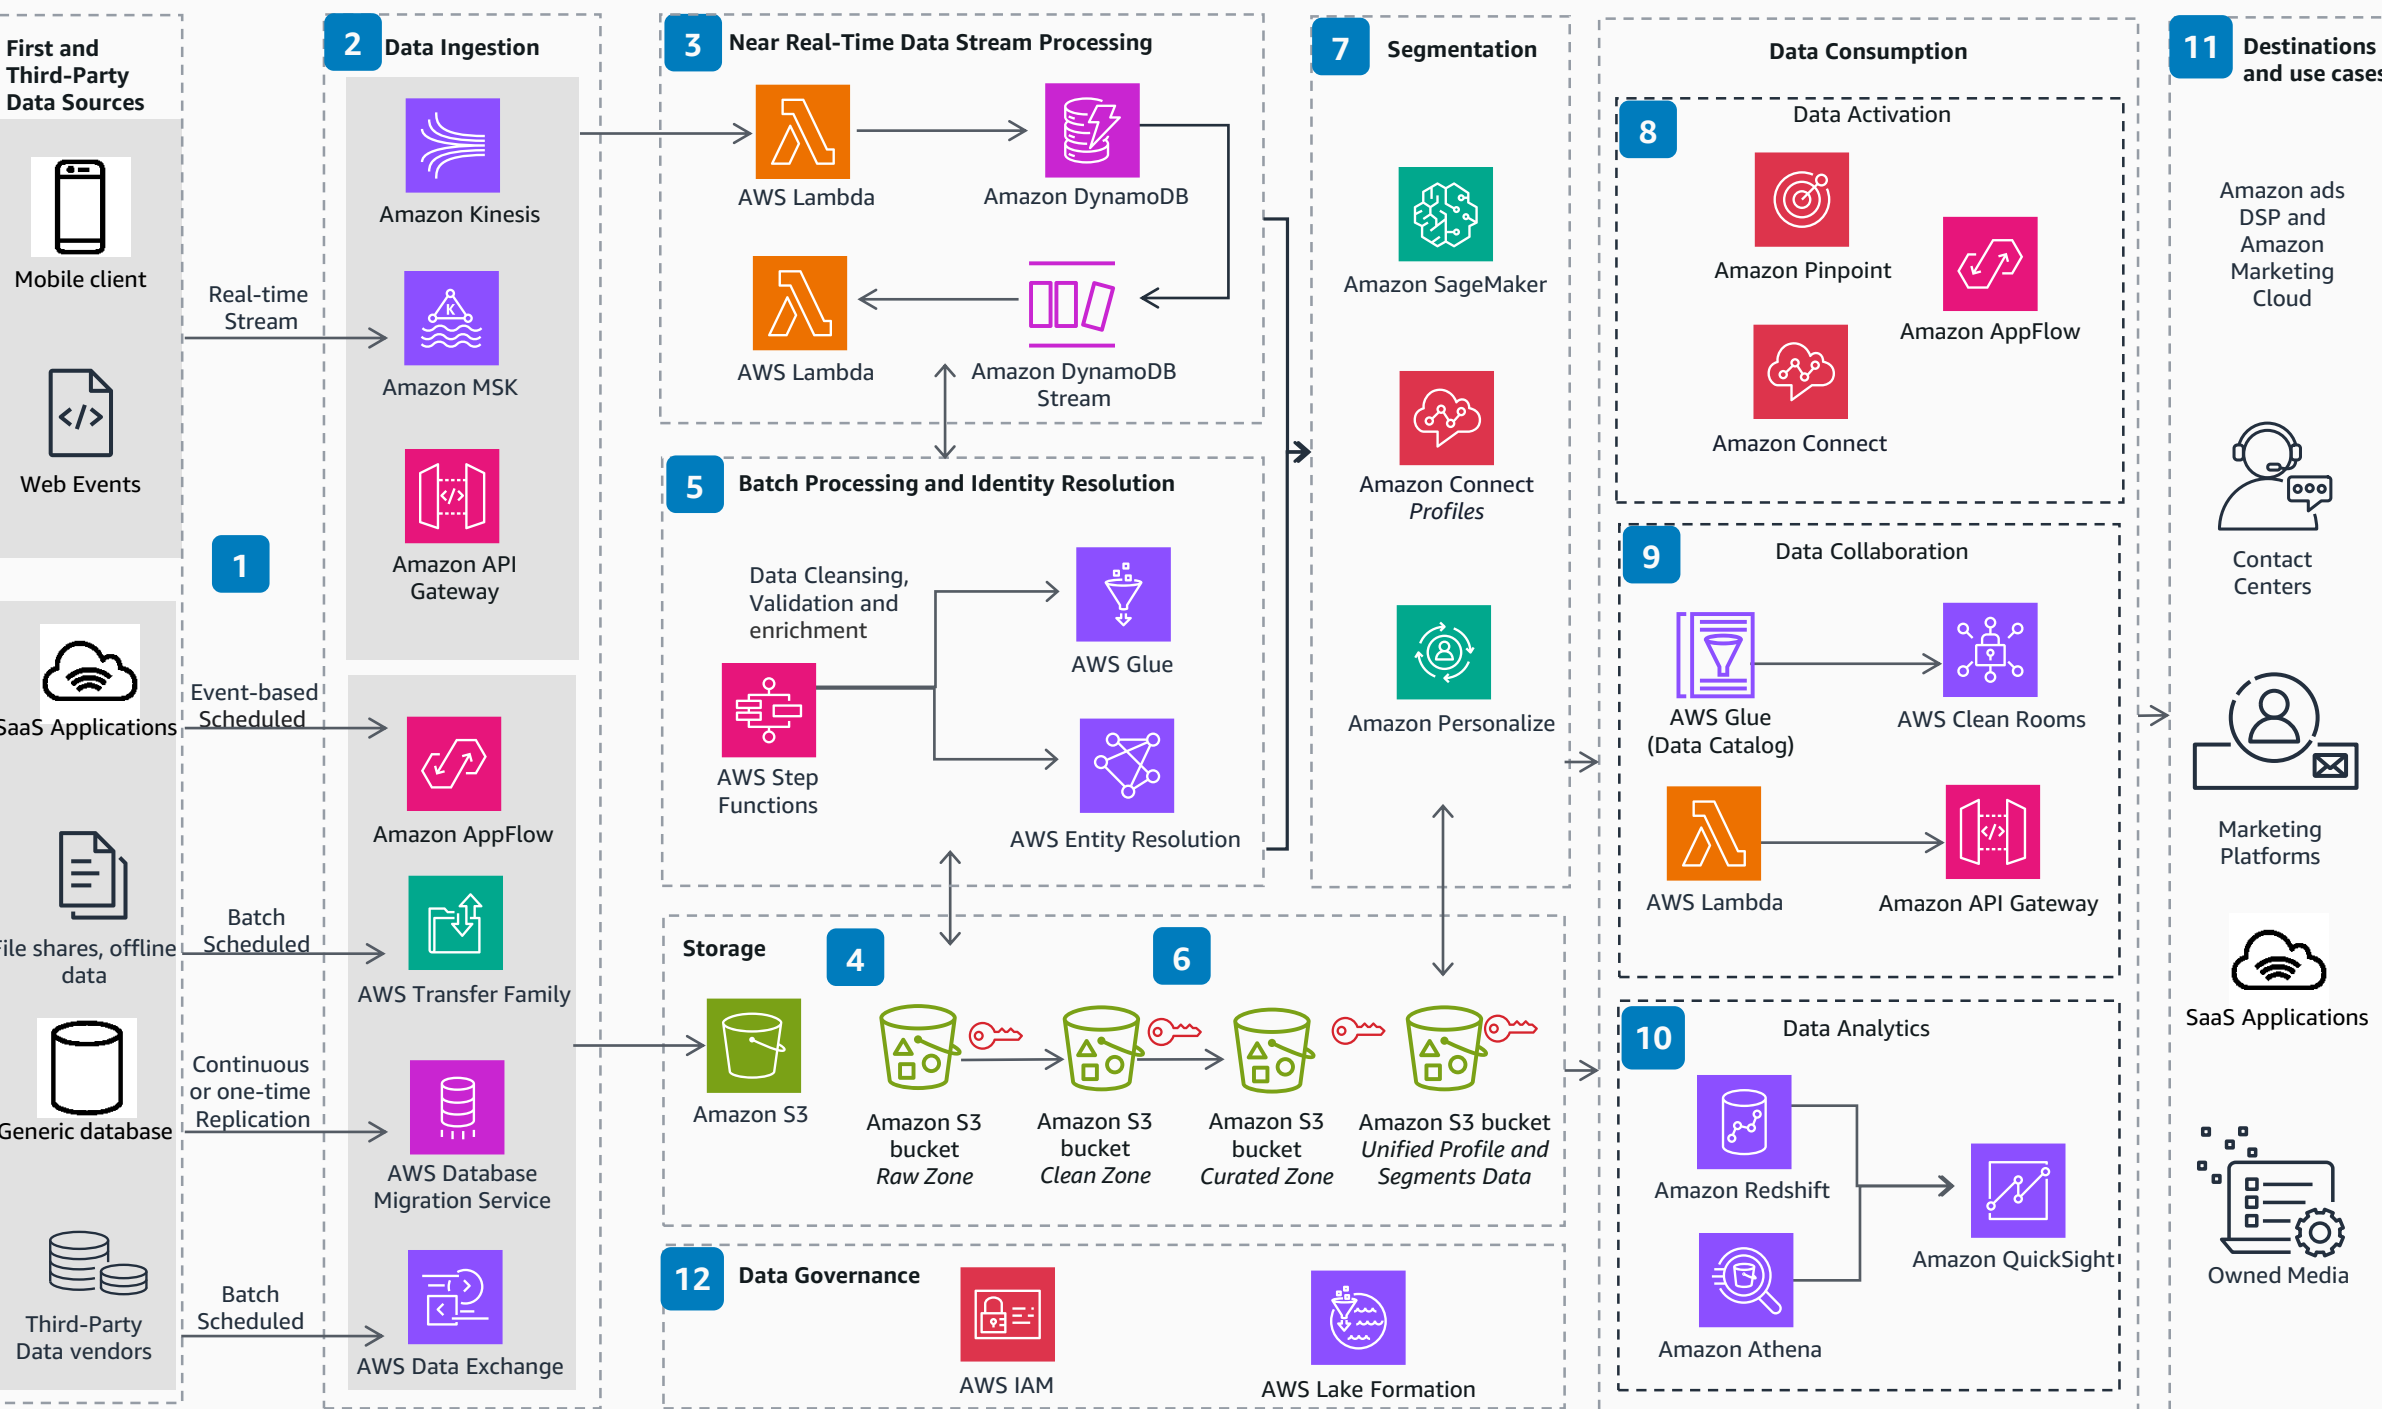 First and
Third-Party
Data Sources
Mobile client
Web Events
SaaS Applications
File shares, offline
data
Generic database
Third-Party
Data vendors
1
Real-time
Stream
Event-based
Scheduled
Batch
Scheduled
Continuous
or one-time
Replication
Batch
Scheduled
2
Data Ingestion
Amazon Kinesis
K
Amazon MSK
Amazon API
Gateway
Amazon AppFlow
AWS Transfer Family
AWS Database
Migration Service
AWS Data Exchange
3
Near Real-Time Data Stream Processing
AWS Lambda
Amazon DynamoDB
AWS Lambda
Amazon DynamoDB
Stream
5
Batch Processing and Identity Resolution
Data Cleansing,
Validation and
enrichment
AWS Glue
AWS Step
Functions
AWS Entity Resolution
Storage
4
6
Amazon S3
Amazon S3
bucket
Raw Zone
Amazon S3
bucket
Clean Zone
Amazon S3
bucket
Curated Zone
Amazon S3 bucket
Unified Profile and
Segments Data
12
Data Governance
AWS IAM
AWS Lake Formation
7
Segmentation
Amazon SageMaker
Amazon Connect
Profiles
Amazon Personalize
Data Consumption
8
Data Activation
Amazon Pinpoint
Amazon AppFlow
Amazon Connect
9
Data Collaboration
AWS Glue
(Data Catalog)
AWS Clean Rooms
AWS Lambda
Amazon API Gateway
10
Data Analytics
Amazon Redshift
Amazon QuickSight
Amazon Athena
11
Destinations
and use cases
Amazon ads
DSP and
Amazon
Marketing
Cloud
Contact
Centers
Marketing
Platforms
SaaS Applications
Owned Media